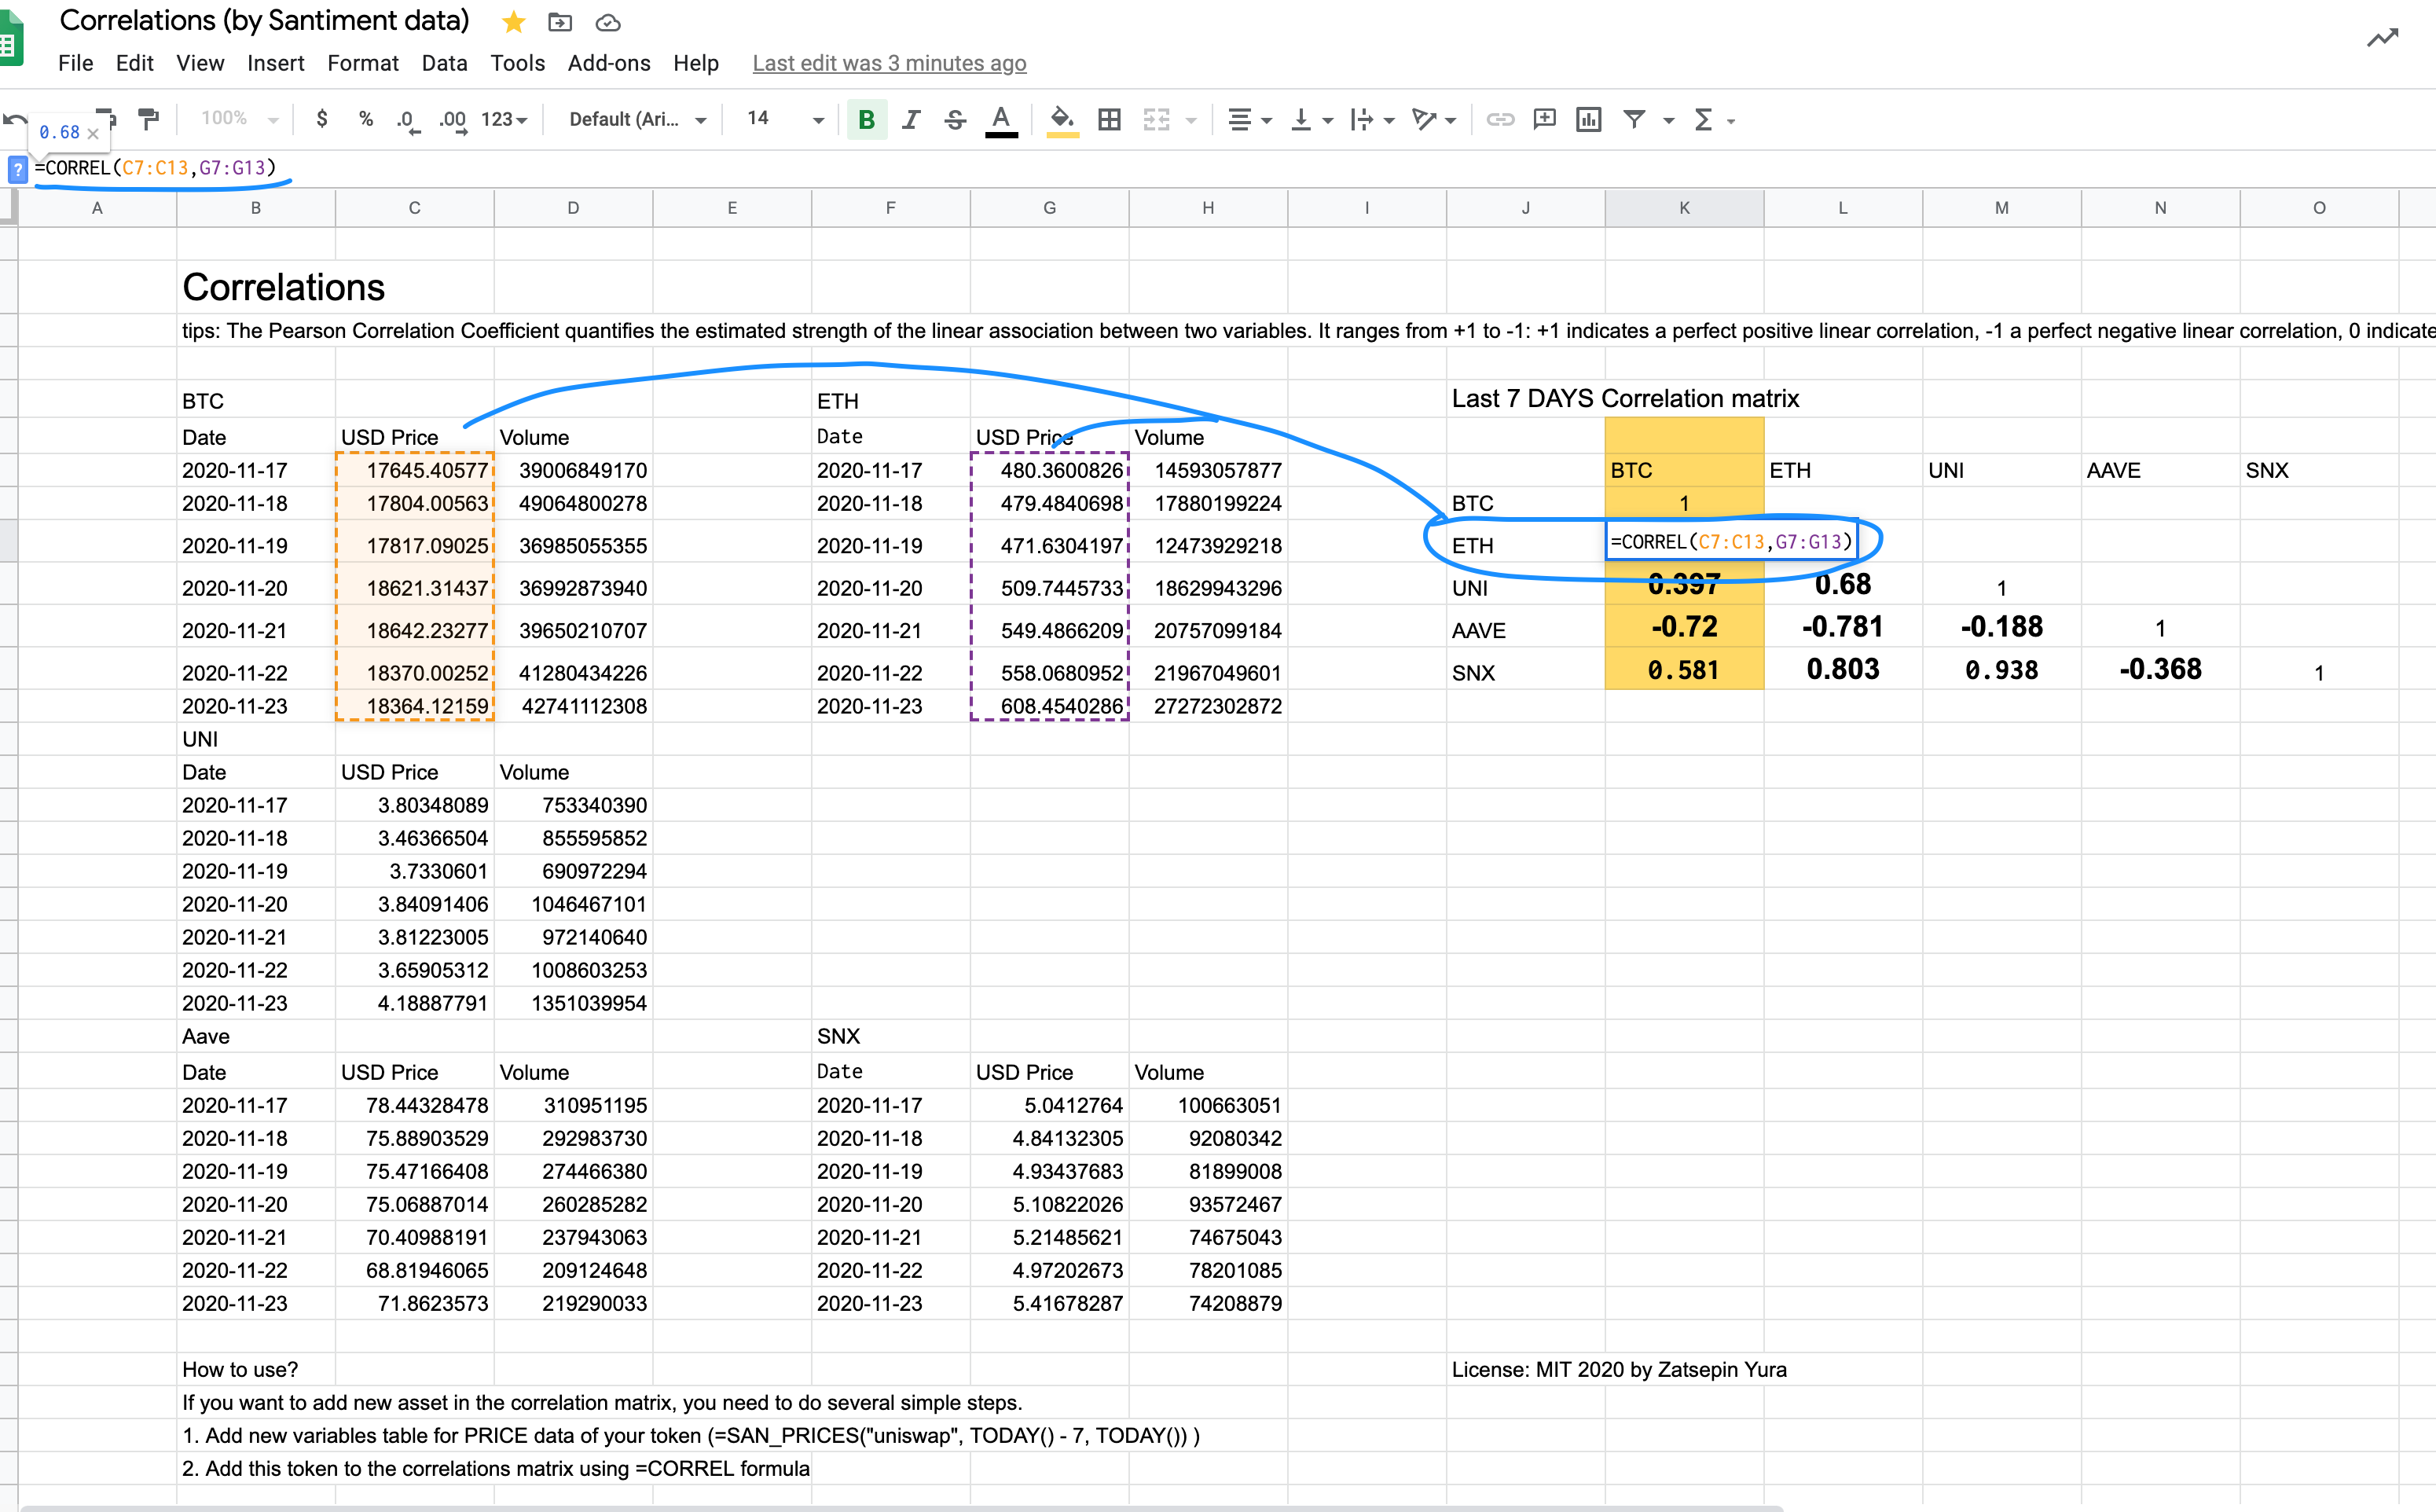 Correlations (by Santiment data)
File Edit View Insert Format Data Tools Add-ons Help Last edit was 3 minutes ago
100% $ % .0 .00 123 Default (Ari... 14 B I S A
0.68 ×
? =CORREL(C7:C13,G7:G13)
A B C D E F G H I J K L M N O
Correlations
tips: The Pearson Correlation Coefficient quantifies the estimated strength of the linear association between two variables. It ranges from +1 to -1: +1 indicates a perfect positive linear correlation, -1 a perfect negative linear correlation, 0 indicate
BTC ETH Last 7 DAYS Correlation matrix
Date USD Price Volume Date USD Price Volume
2020-11-17 17645.40577 39006849170 2020-11-17 480.3600826 14593057877 BTC ETH UNI AAVE SNX
2020-11-18 17804.00563 49064800278 2020-11-18 479.4840698 17880199224 BTC 1
2020-11-19 17817.09025 36985055355 2020-11-19 471.6304197 12473929218 ETH =CORREL(C7:C13,G7:G13)
2020-11-20 18621.31437 36992873940 2020-11-20 509.7445733 18629943296 UNI 0.397 0.68 1
2020-11-21 18642.23277 39650210707 2020-11-21 549.4866209 20757099184 AAVE -0.72 -0.781 -0.188 1
2020-11-22 18370.00252 41280434226 2020-11-22 558.0680952 21967049601 SNX 0.581 0.803 0.938 -0.368 1
2020-11-23 18364.12159 42741112308 2020-11-23 608.4540286 27272302872
UNI
Date USD Price Volume
2020-11-17 3.80348089 753340390
2020-11-18 3.46366504 855595852
2020-11-19 3.7330601 690972294
2020-11-20 3.84091406 1046467101
2020-11-21 3.81223005 972140640
2020-11-22 3.65905312 1008603253
2020-11-23 4.18887791 1351039954
Aave SNX
Date USD Price Volume Date USD Price Volume
2020-11-17 78.44328478 310951195 2020-11-17 5.0412764 100663051
2020-11-18 75.88903529 292983730 2020-11-18 4.84132305 92080342
2020-11-19 75.47166408 274466380 2020-11-19 4.93437683 81899008
2020-11-20 75.06887014 260285282 2020-11-20 5.10822026 93572467
2020-11-21 70.40988191 237943063 2020-11-21 5.21485621 74675043
2020-11-22 68.81946065 209124648 2020-11-22 4.97202673 78201085
2020-11-23 71.8623573 219290033 2020-11-23 5.41678287 74208879
How to use? License: MIT 2020 by Zatsepin Yura
If you want to add new asset in the correlation matrix, you need to do several simple steps.
1. Add new variables table for PRICE data of your token (=SAN_PRICES("uniswap", TODAY() - 7, TODAY()) )
2. Add this token to the correlations matrix using =CORREL formula